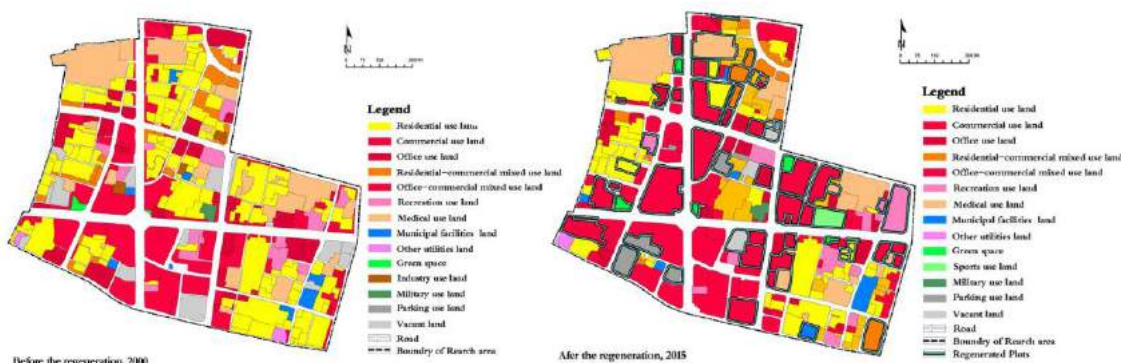 N
Legend
Residential use land
Commercial use land
Office use land
Residential-commercial mixed use land
Office-commercial mixed use land
Recreation use land
Medical use land
Municipal facilities land
Other utilities land
Green space
Industry use land
Military use land
Parking use land
Vacant land
Road
Boundry of Rearch area
Before the regeneration, 2000
N
Legend
Residential use land
Commercial use land
Office use land
Residential-commercial mixed use land
Office-commercial mixed use land
Recreation use land
Medical use land
Municipal facilities land
Other utilities land
Green space
Sports use land
Military use land
Parking use land
Vacant land
Road
Boundry of Rearch area
Regenerated Plots
Afer the regeneration, 2015